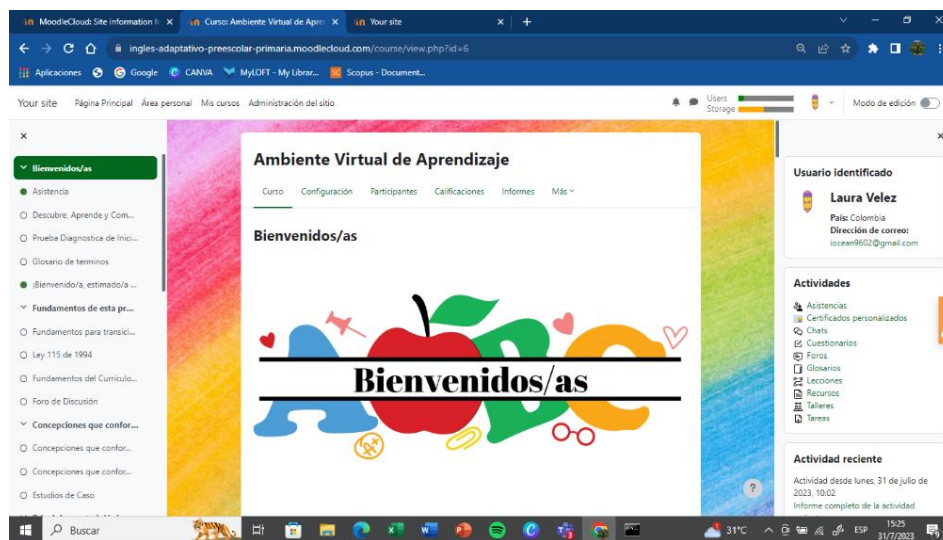 MoodleCloud: Site information f
Curso: Ambiente Virtual de Apren
Your site
ingles-adaptativo-preescolar-primaria.moodlecloud.com/course/view.php?id=6
Aplicaciones Google CANVA MyLOFT - My Librar... Scopus - Document...
Your site Página Principal Área personal Mis cursos Administración del sitio
Users
Storage
Modo de edición
Bienvenidos/as
Asistencia
Descubre, Aprende y Com...
Prueba Diagnostica de Inici...
Glosario de terminos
¡Bienvenido/a, estimado/a ...
Fundamentos de esta pr...
Fundamentos para transici...
Ley 115 de 1994
Fundamentos del Currículo...
Foro de Discusión
Concepciones que confor...
Concepciones que confor...
Concepciones que confor...
Estudios de Caso
Ambiente Virtual de Aprendizaje
Curso Configuración Participantes Calificaciones Informes Más
Bienvenidos/as
ABC
Bienvenidos/as
A+
Usuario identificado
Laura Velez
País: Colombia
Dirección de correo:
iocean9602@gmail.com
Actividades
Asistencias
Certificados personalizados
Chats
Cuestionarios
Foros
Glosarios
Lecciones
Recursos
Talleres
Tareas
Actividad reciente
Actividad desde lunes, 31 de julio de
2023, 10:02
Informe completo de la actividad
?
Buscar
31°C
ESP
15:25
31/7/2023